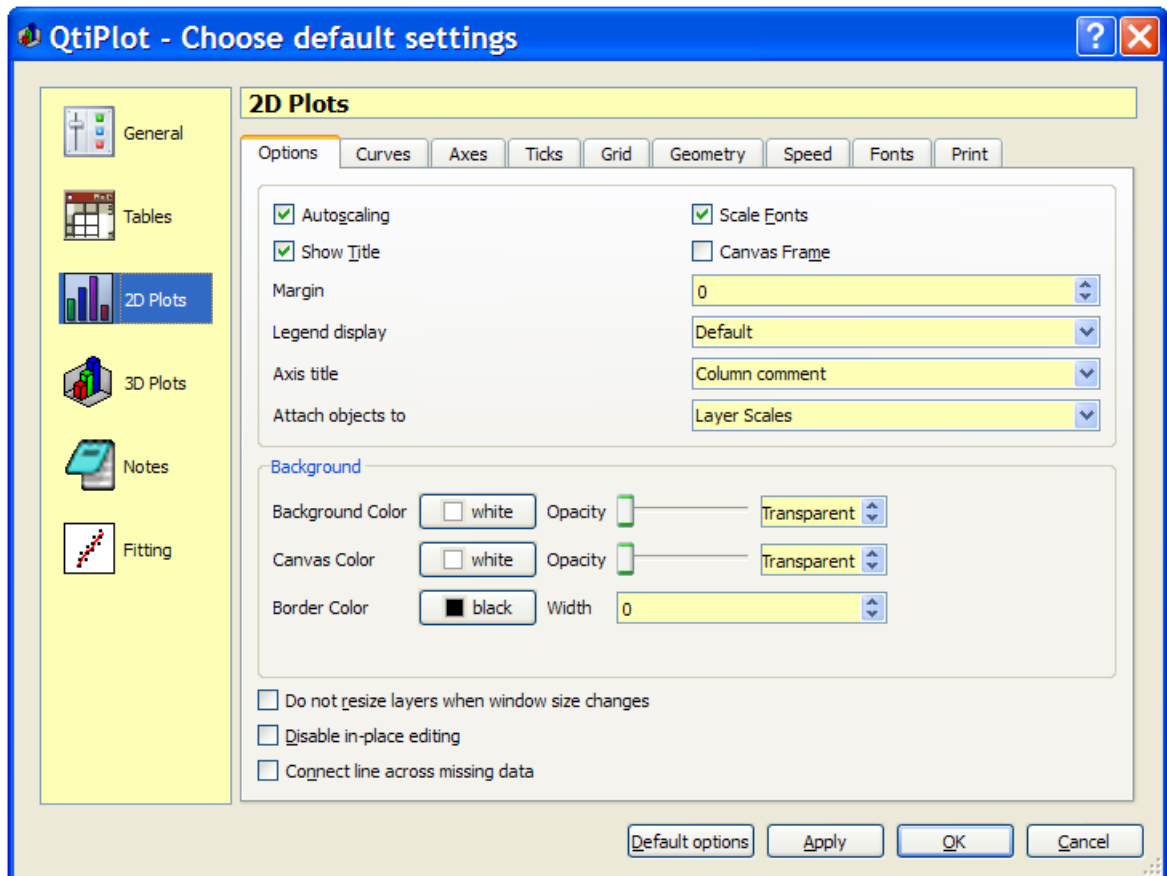 QtiPlot - Choose default settings
General
Tables
2D Plots
3D Plots
Notes
Fitting
2D Plots
Options Curves Axes Ticks Grid Geometry Speed Fonts Print
Autoscaling Scale Fonts
Show Title Canvas Frame
Margin 0
Legend display Default
Axis title Column comment
Attach objects to Layer Scales
Background
Background Color white Opacity Transparent
Canvas Color white Opacity Transparent
Border Color black Width 0
Do not resize layers when window size changes
Disable in-place editing
Connect line across missing data
Default options Apply OK Cancel